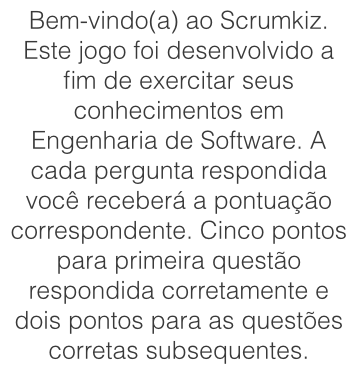 Bem-vindo(a) ao Scrumkiz.
Este jogo foi desenvolvido a
fim de exercitar seus
conhecimentos em
Engenharia de Software. A
cada pergunta respondida
você receberá a pontuação
correspondente. Cinco pontos
para primeira questão
respondida corretamente e
dois pontos para as questões
corretas subsequentes.